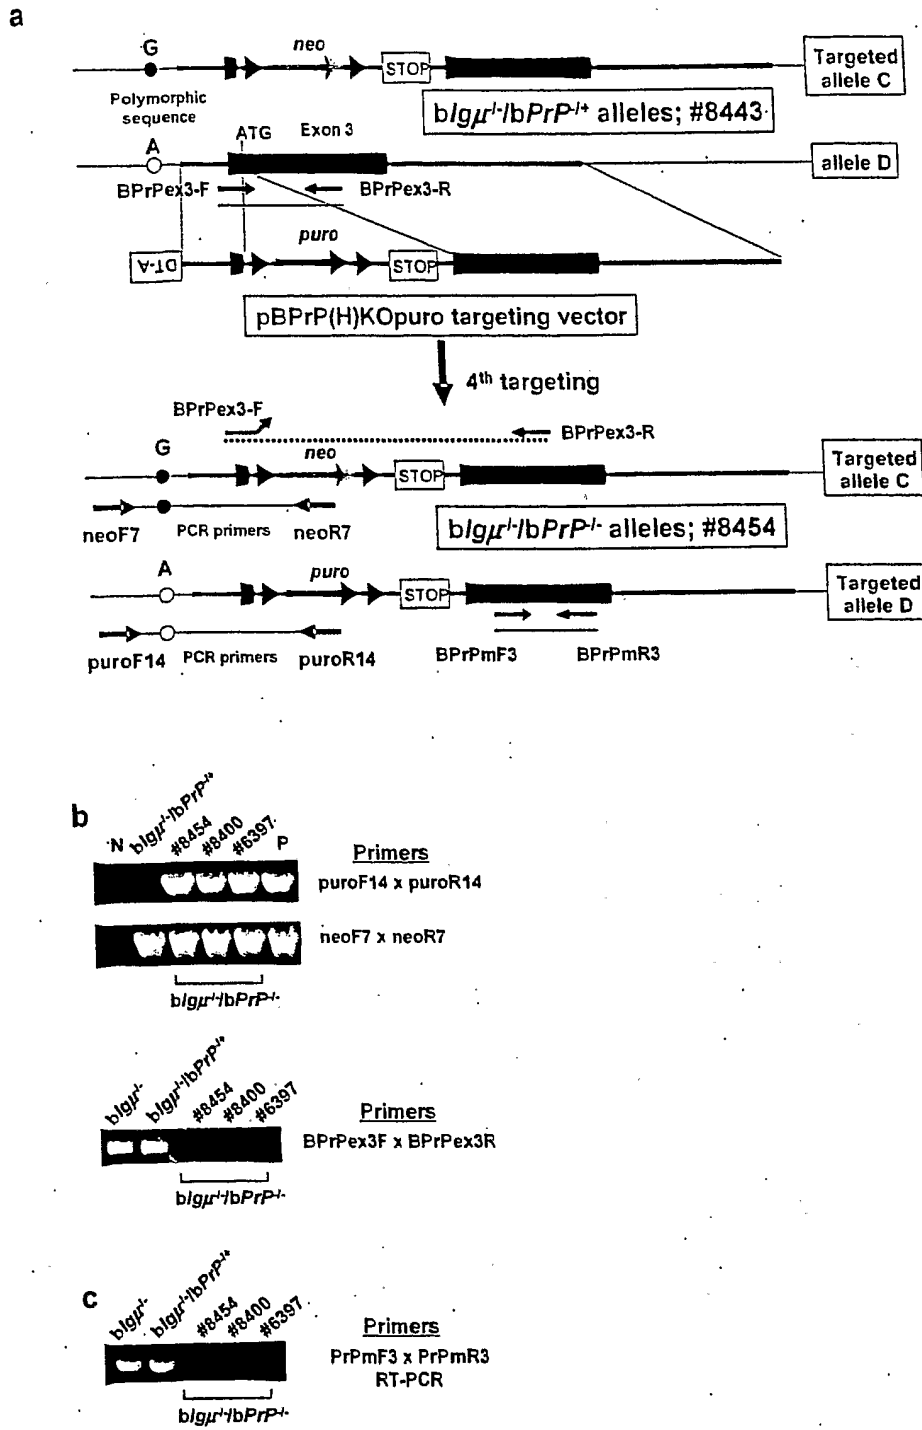 a
G
neo
STOP
Targeted
allele C
Polymorphic
sequence
bIgμ-/-/bPrP-/+ alleles; #8443
ATG
Exon 3
A
allele D
BPrPex3-F
BPrPex3-R
puro
DT-A
STOP
pBPrP(H)KOpuro targeting vector
4th targeting
BPrPex3-F
BPrPex3-R
G
neo
STOP
Targeted
allele C
neoF7
PCR primers
neoR7
bIgμ-/-/bPrP-/- alleles; #8454
A
puro
STOP
Targeted
allele D
puroF14
PCR primers
puroR14
BPrPmF3
BPrPmR3
b
N bIgμ-/-/bPrP-/+ #8454 #8400 #6397 P
Primers
puroF14 x puroR14
neoF7 x neoR7
bIgμ-/-/bPrP-/-
bIgμ-/- bIgμ-/-/bPrP-/+ #8454 #8400 #6397
Primers
BPrPex3F x BPrPex3R
bIgμ-/-/bPrP-/-
c
bIgμ-/- bIgμ-/-/bPrP-/+ #8454 #8400 #6397
Primers
PrPmF3 x PrPmR3
RT-PCR
bIgμ-/-/bPrP-/-